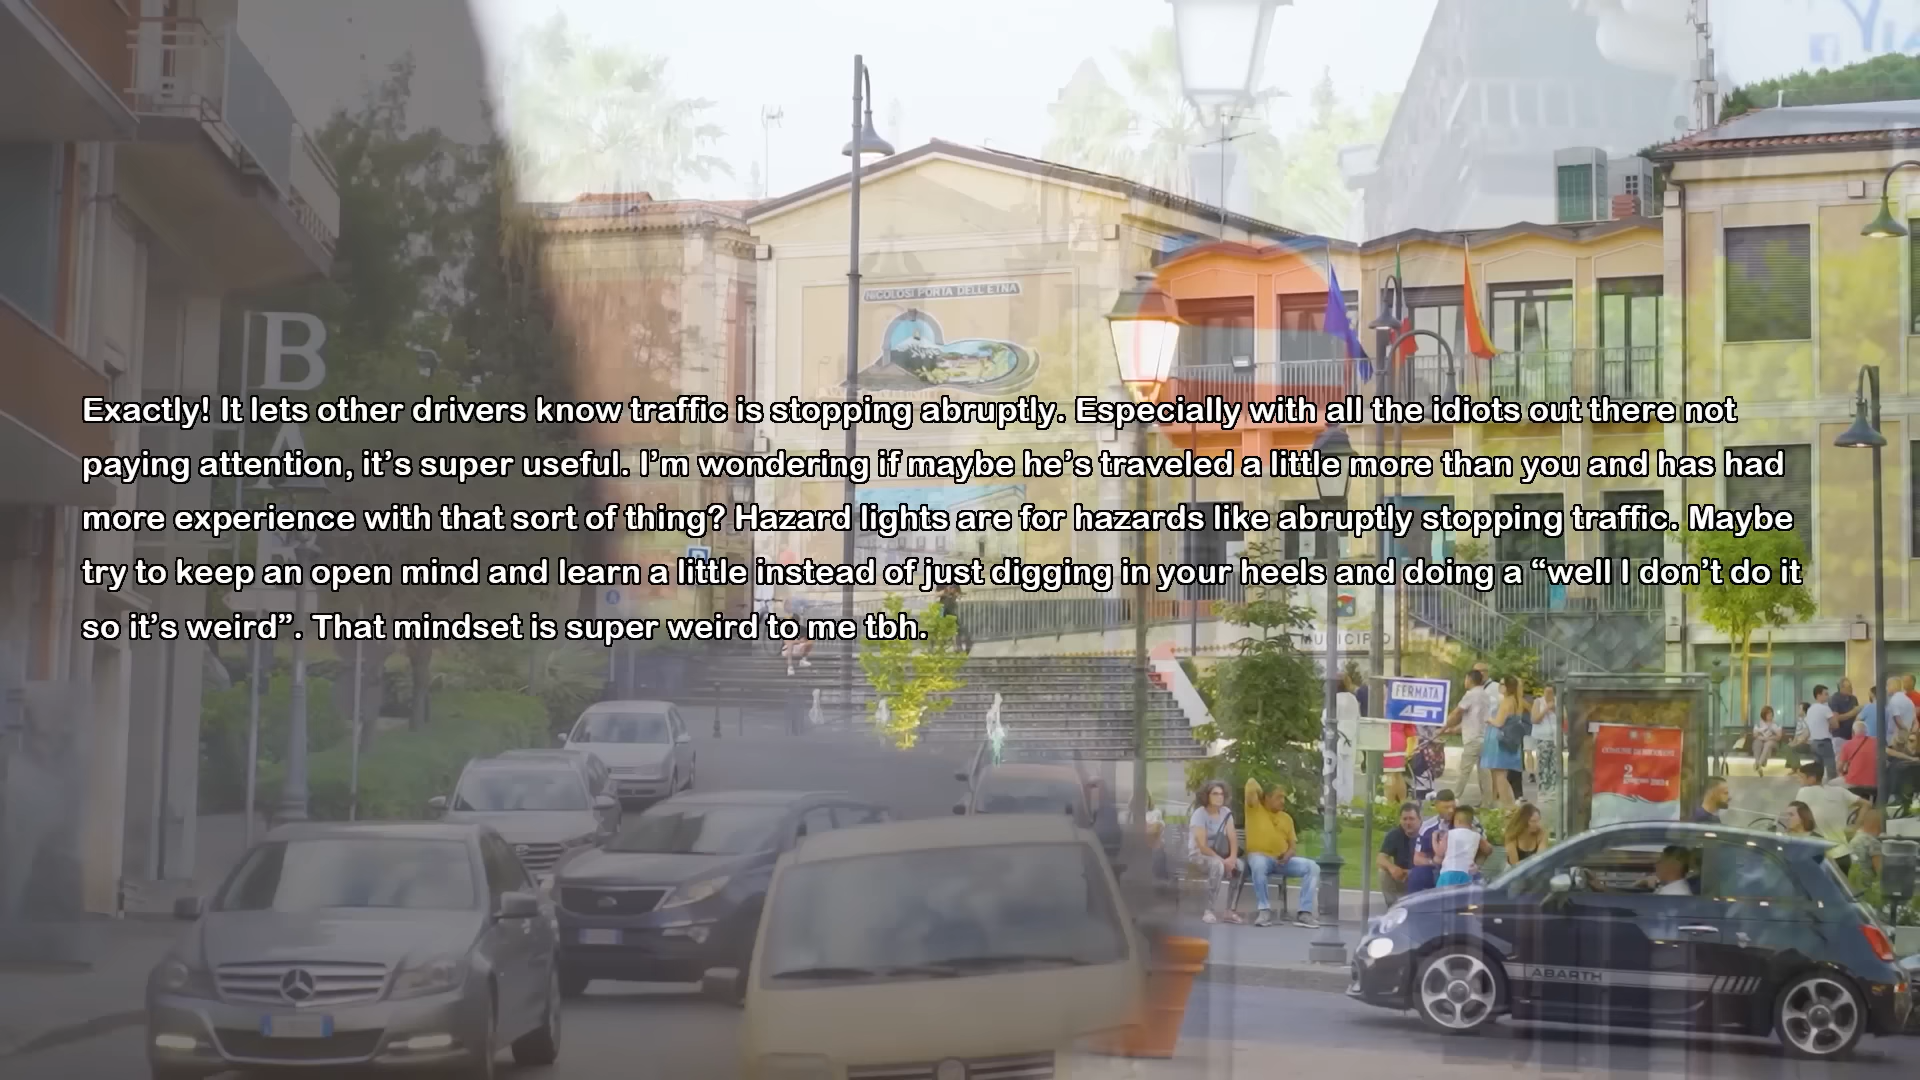 BAR
NICOLOSI PORTA DELL'ETNA
Exactly! It lets other drivers know traffic is stopping abruptly. Especially with all the idiots out there not
paying attention, it’s super useful. I’m wondering if maybe he’s traveled a little more than you and has had
more experience with that sort of thing? Hazard lights are for hazards like abruptly stopping traffic. Maybe
try to keep an open mind and learn a little instead of just digging in your heels and doing a “well I don’t do it
so it’s weird”. That mindset is super weird to me tbh.
MUNICIPIO
FERMATA
AST
2
ABARTH